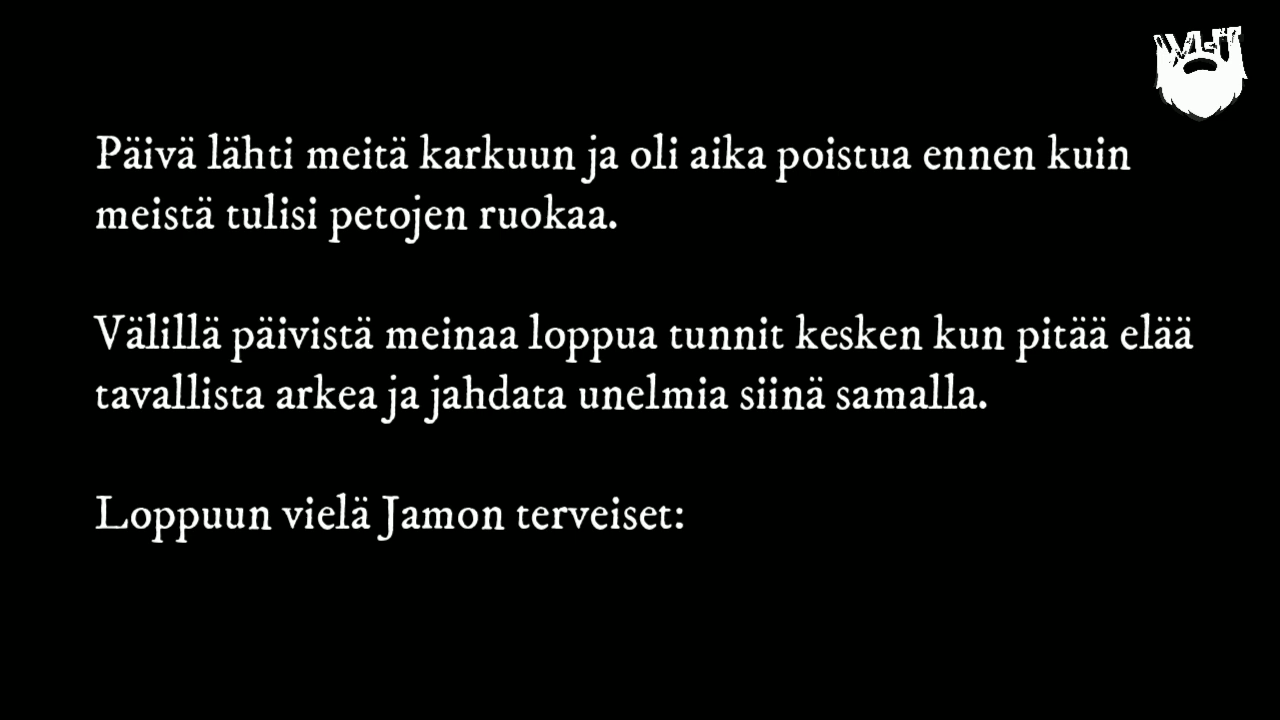 Päivä lähti meitä karkuun ja oli aika poistua ennen kuin
meistä tulisi petojen ruokaa.
Välillä päivistä meinaa loppua tunnit kesken kun pitää elää
tavallista arkea ja jahdata unelmia siinä samalla.
Loppuun vielä Jamon terveiset: